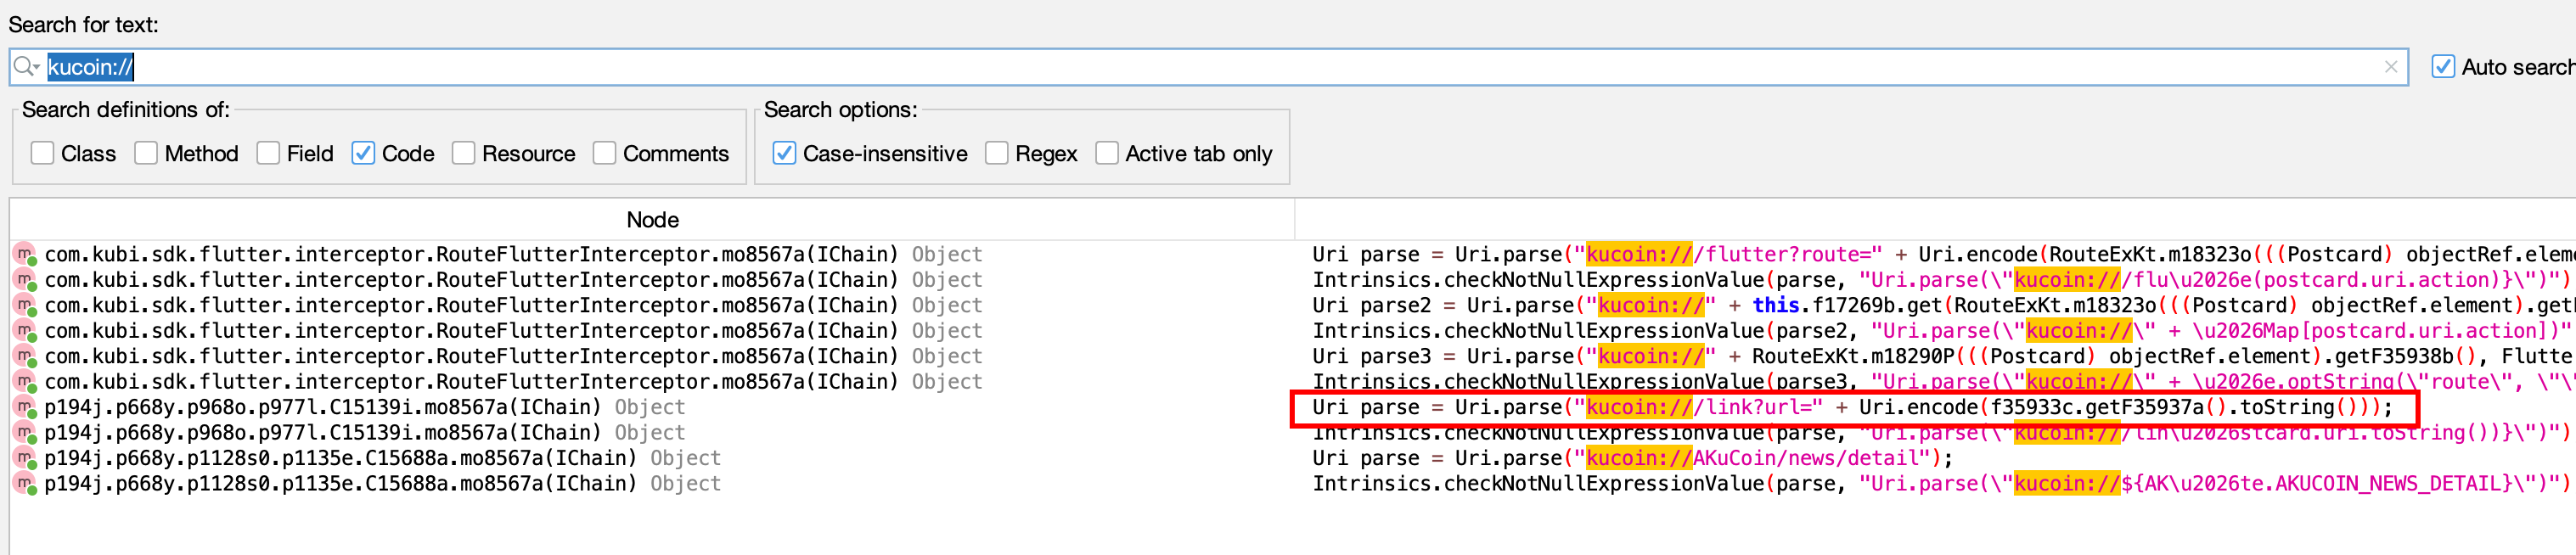 Search for text:
kucoin://
Auto search
Search definitions of:
Search options:
Class Method Field Code Resource Comments
Case-insensitive Regex Active tab only
Node
com.kubi.sdk.flutter.interceptor.RouteFlutterInterceptor.mo8567a(IChain) Object Uri parse = Uri.parse("kucoin:///flutter?route=" + Uri.encode(RouteExKt.m18323o(((Postcard) objectRef.eleme
com.kubi.sdk.flutter.interceptor.RouteFlutterInterceptor.mo8567a(IChain) Object Intrinsics.checkNotNullExpressionValue(parse, "Uri.parse(\"kucoin:///flu\u2026e(postcard.uri.action)}\")")
com.kubi.sdk.flutter.interceptor.RouteFlutterInterceptor.mo8567a(IChain) Object Uri parse2 = Uri.parse("kucoin://" + this.f17269b.get(RouteExKt.m18323o(((Postcard) objectRef.element).get
com.kubi.sdk.flutter.interceptor.RouteFlutterInterceptor.mo8567a(IChain) Object Intrinsics.checkNotNullExpressionValue(parse2, "Uri.parse(\"kucoin://\" + \u2026Map[postcard.uri.action])"
com.kubi.sdk.flutter.interceptor.RouteFlutterInterceptor.mo8567a(IChain) Object Uri parse3 = Uri.parse("kucoin://" + RouteExKt.m18290P(((Postcard) objectRef.element).getF35938b(), Flutte
com.kubi.sdk.flutter.interceptor.RouteFlutterInterceptor.mo8567a(IChain) Object Intrinsics.checkNotNullExpressionValue(parse3, "Uri.parse(\"kucoin://\" + \u2026e.optString(\"route\", \"\
p194j.p668y.p968o.p977l.C15139i.mo8567a(IChain) Object Uri parse = Uri.parse("kucoin:///link?url=" + Uri.encode(f35933c.getF35937a().toString()));
p194j.p668y.p968o.p977l.C15139i.mo8567a(IChain) Object Intrinsics.checkNotNullExpressionValue(parse, "Uri.parse(\"kucoin:///lin\u2026stcard.uri.toString())}\")")
p194j.p668y.p1128s0.p1135e.C15688a.mo8567a(IChain) Object Uri parse = Uri.parse("kucoin://AKuCoin/news/detail");
p194j.p668y.p1128s0.p1135e.C15688a.mo8567a(IChain) Object Intrinsics.checkNotNullExpressionValue(parse, "Uri.parse(\"kucoin://${AK\u2026te.AKUCOIN_NEWS_DETAIL}\")")